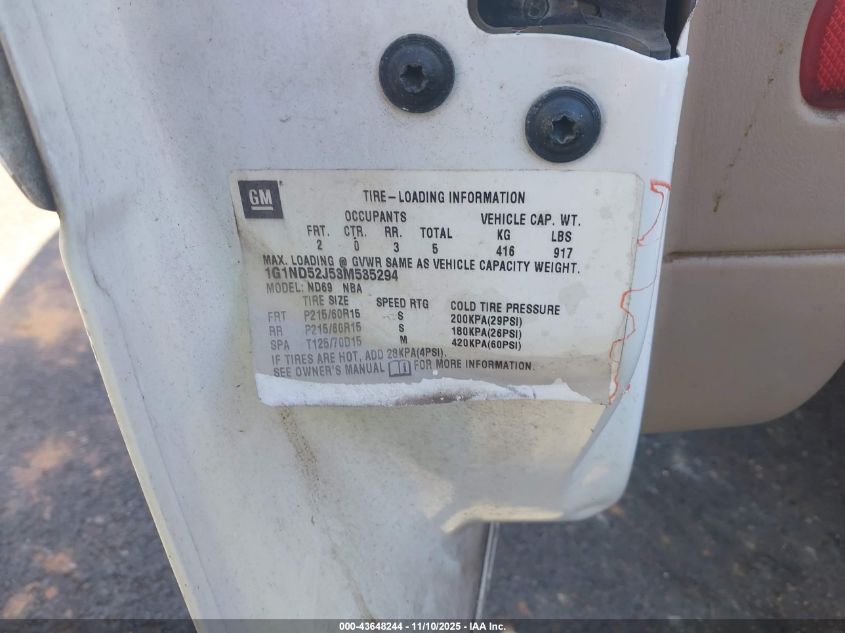 GM
TIRE-LOADING INFORMATION
OCCUPANTS VEHICLE CAP. WT.
FRT. CTR. RR. TOTAL KG LBS
2 0 3 5 416 917
MAX. LOADING @ GVWR SAME AS VEHICLE CAPACITY WEIGHT.
1G1ND52J53M535294
MODEL: ND69 NBA
TIRE SIZE SPEED RTG COLD TIRE PRESSURE
FRT P215/60R15 S 200KPA(29PSI)
RR P215/60R15 S 180KPA(26PSI)
SPA T125/70D15 M 420KPA(60PSI)
IF TIRES ARE HOT, ADD 28KPA(4PSI).
SEE OWNER'S MANUAL FOR MORE INFORMATION.
000-43648244 - 11/10/2025 - IAA Inc.